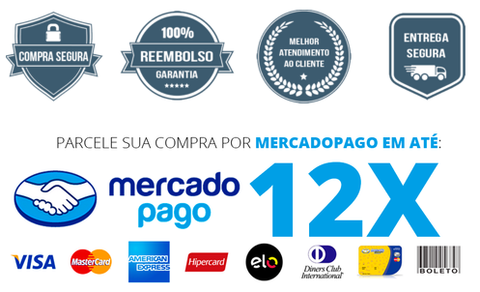 COMPRA SEGURA
100%
REEMBOLSO
GARANTIA
MELHOR
ATENDIMENTO
AO CLIENTE
ENTREGA
SEGURA
PARCELE SUA COMPRA POR MERCADOPAGO EM ATÉ:
mercado
pago
12X
VISA
MasterCard
AMERICAN
EXPRESS
Hipercard
elo
Diners Club
International
BOLETO